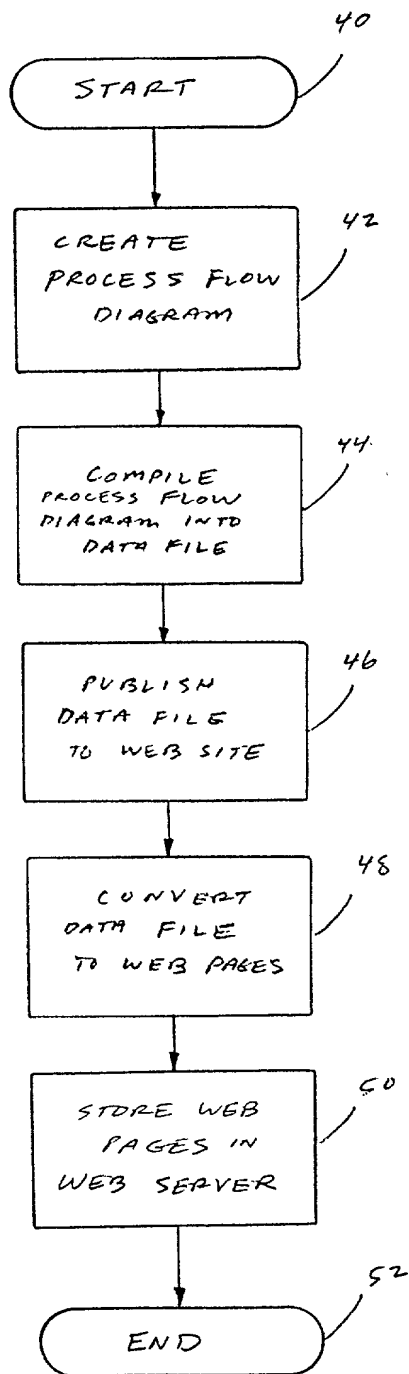 40
START
42
CREATE
PROCESS FLOW
DIAGRAM
44
COMPILE
PROCESS FLOW
DIAGRAM INTO
DATA FILE
46
PUBLISH
DATA FILE
TO WEB SITE
48
CONVERT
DATA FILE
TO WEB PAGES
50
STORE WEB
PAGES IN
WEB SERVER
52
END